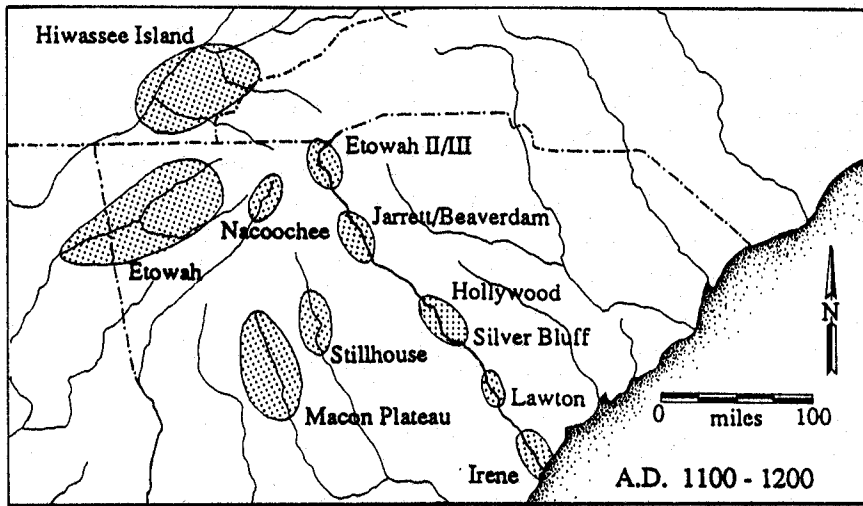 Hiwassee Island
Etowah II/III
Jarrett/Beaverdam
Nacoochee
Etowah
Hollywood
Silver Bluff
Stillhouse
Macon Plateau
Lawton
Irene
N
0 100
miles
A.D. 1100 - 1200